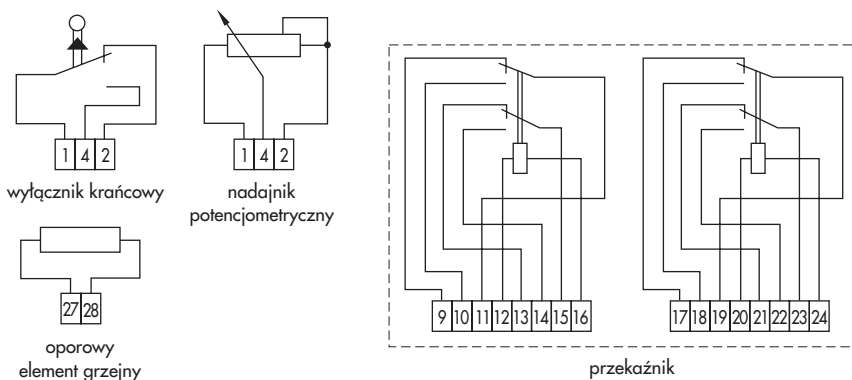 1 4 2
wyłącznik krańcowy
1 4 2
nadajnik
potencjometryczny
27 28
oporowy
element grzejny
9 10 11 12 13 14 15 16
17 18 19 20 21 22 23 24
przekaźnik